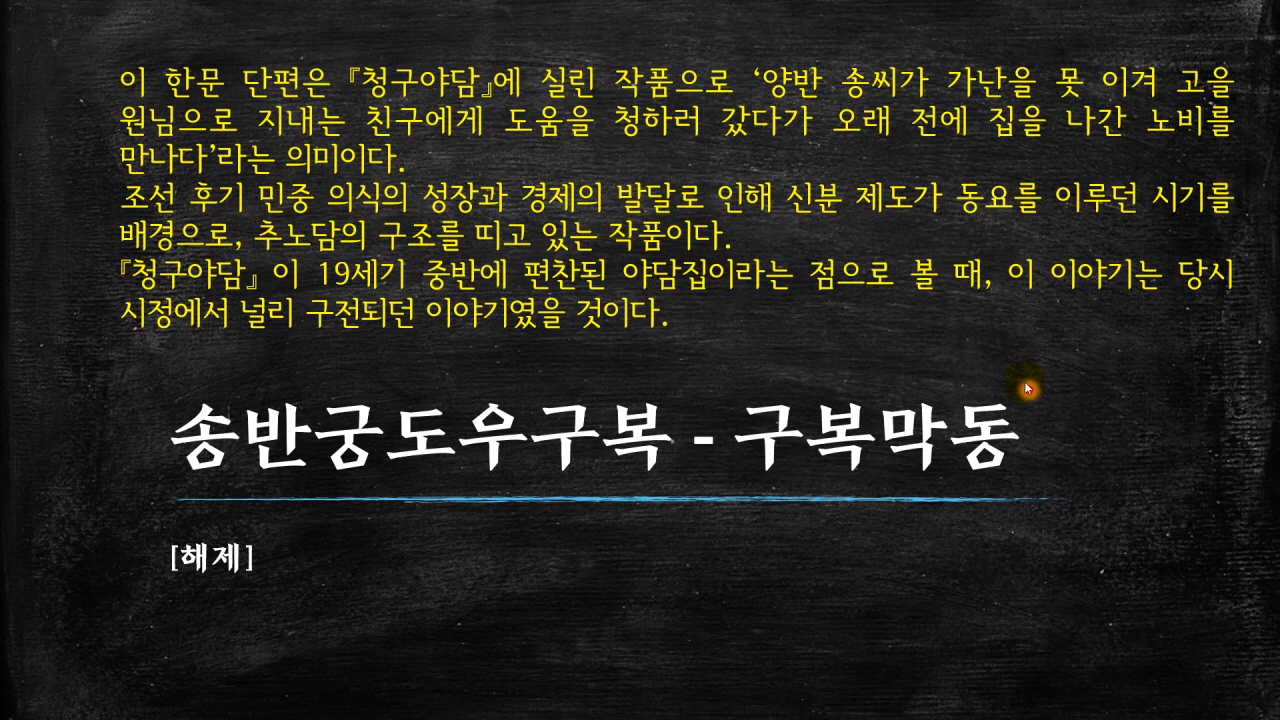 이 한문 단편은 『청구야담』에 실린 작품으로 ‘양반 송씨가 가난을 못 이겨 고을
원님으로 지내는 친구에게 도움을 청하러 갔다가 오래 전에 집을 나간 노비를
만나다’라는 의미이다.
조선 후기 민중 의식의 성장과 경제의 발달로 인해 신분 제도가 동요를 이루던 시기를
배경으로, 추노담의 구조를 띠고 있는 작품이다.
『청구야담』 이 19세기 중반에 편찬된 야담집이라는 점으로 볼 때, 이 이야기는 당시
시정에서 널리 구전되던 이야기였을 것이다.
송반궁도우구복 - 구복막동
[해제]